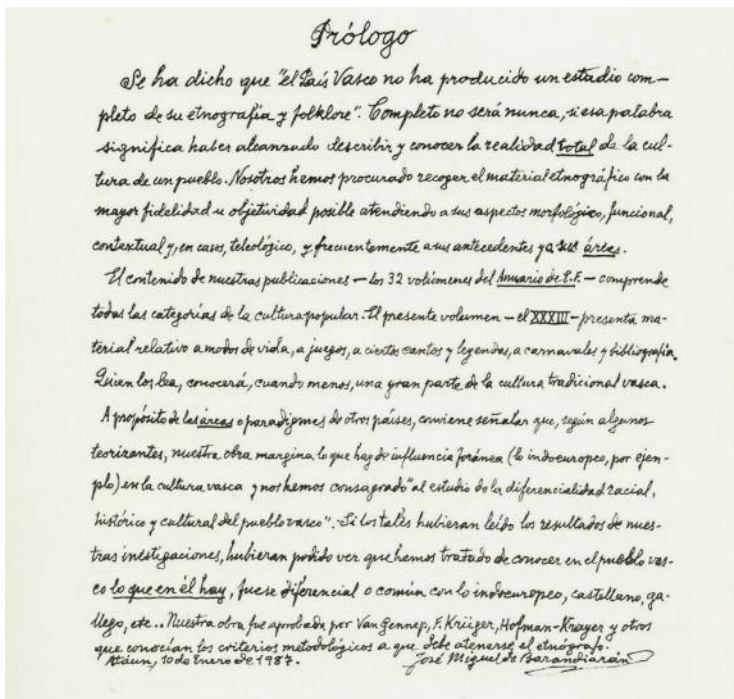 Prólogo
Se ha dicho que "el País Vasco no ha producido un estadio com-
pleto de su etnografía y folklore". Completo no será nunca, si esa palabra
significa haber alcanzado describir y conocer la realidad total de la cul-
tura de un pueblo. Nosotros hemos procurado recoger el material etnográfico con la
mayor fidelidad u objetividad posible atendiendo a sus aspectos morfológico, funcional,
contextual y, en casos, teleológico, y frecuentemente a sus antecedentes y a sus áreas.
El contenido de nuestras publicaciones - los 32 volúmenes del Anuario de E.F. - comprende
todas las categorías de la cultura popular. El presente volumen - el XXXIII - presenta ma-
terial relativo a modos de vida, a juegos, a ciertos cantos y leyendas, a carnavales y bibliografía.
Quien los lea, conocerá, cuando menos, una gran parte de la cultura tradicional vasca.
A propósito de las áreas o paradigmas de otros países, conviene señalar que, según algunos
teorizantes, nuestra obra margina lo que hay de influencia foránea (lo indoeuropeo, por ejem-
plo) en la cultura vasca y nos hemos consagrado "al estudio de la diferencialidad racial,
histórico y cultural del pueblo vasco". - Si los tales hubieran leído los resultados de nues-
tras investigaciones, hubieran podido ver que hemos tratado de conocer en el pueblo vas-
co lo que en él hay, fuese diferencial o común con lo indoeuropeo, castellano, ga-
llego, etc.. Nuestra obra fue aprobada por Van Gennep, F. Krüger, Hofman-Krayer y otros
que conocían los criterios metodológicos a que debe atenerse el etnógrafo.
Ataun, 10 de Enero de 1987. José Miguel de Barandiarán